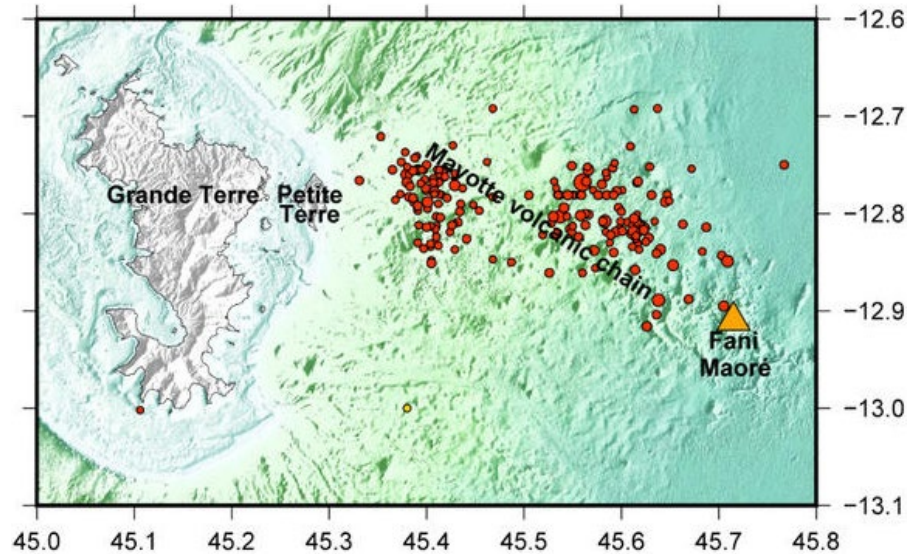 −12.6
−12.7
Mayotte volcanic chain
Grande Terre
Petite
Terre
−12.8
−12.9
Fani
Maoré
−13.0
−13.1
45.0 45.1 45.2 45.3 45.4 45.5 45.6 45.7 45.8